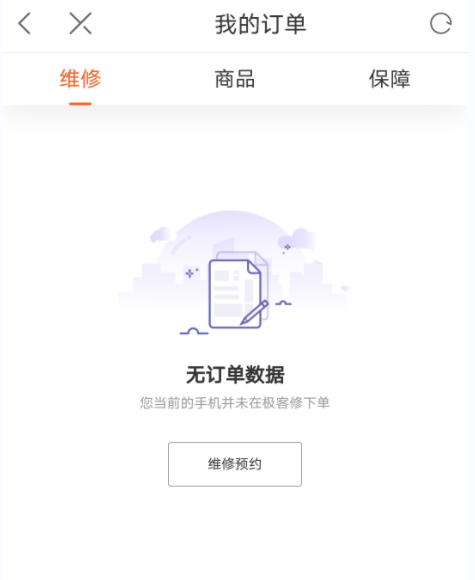 我的订单
维修 商品 保障
无订单数据
您当前的手机并未在极客修下单
维修预约